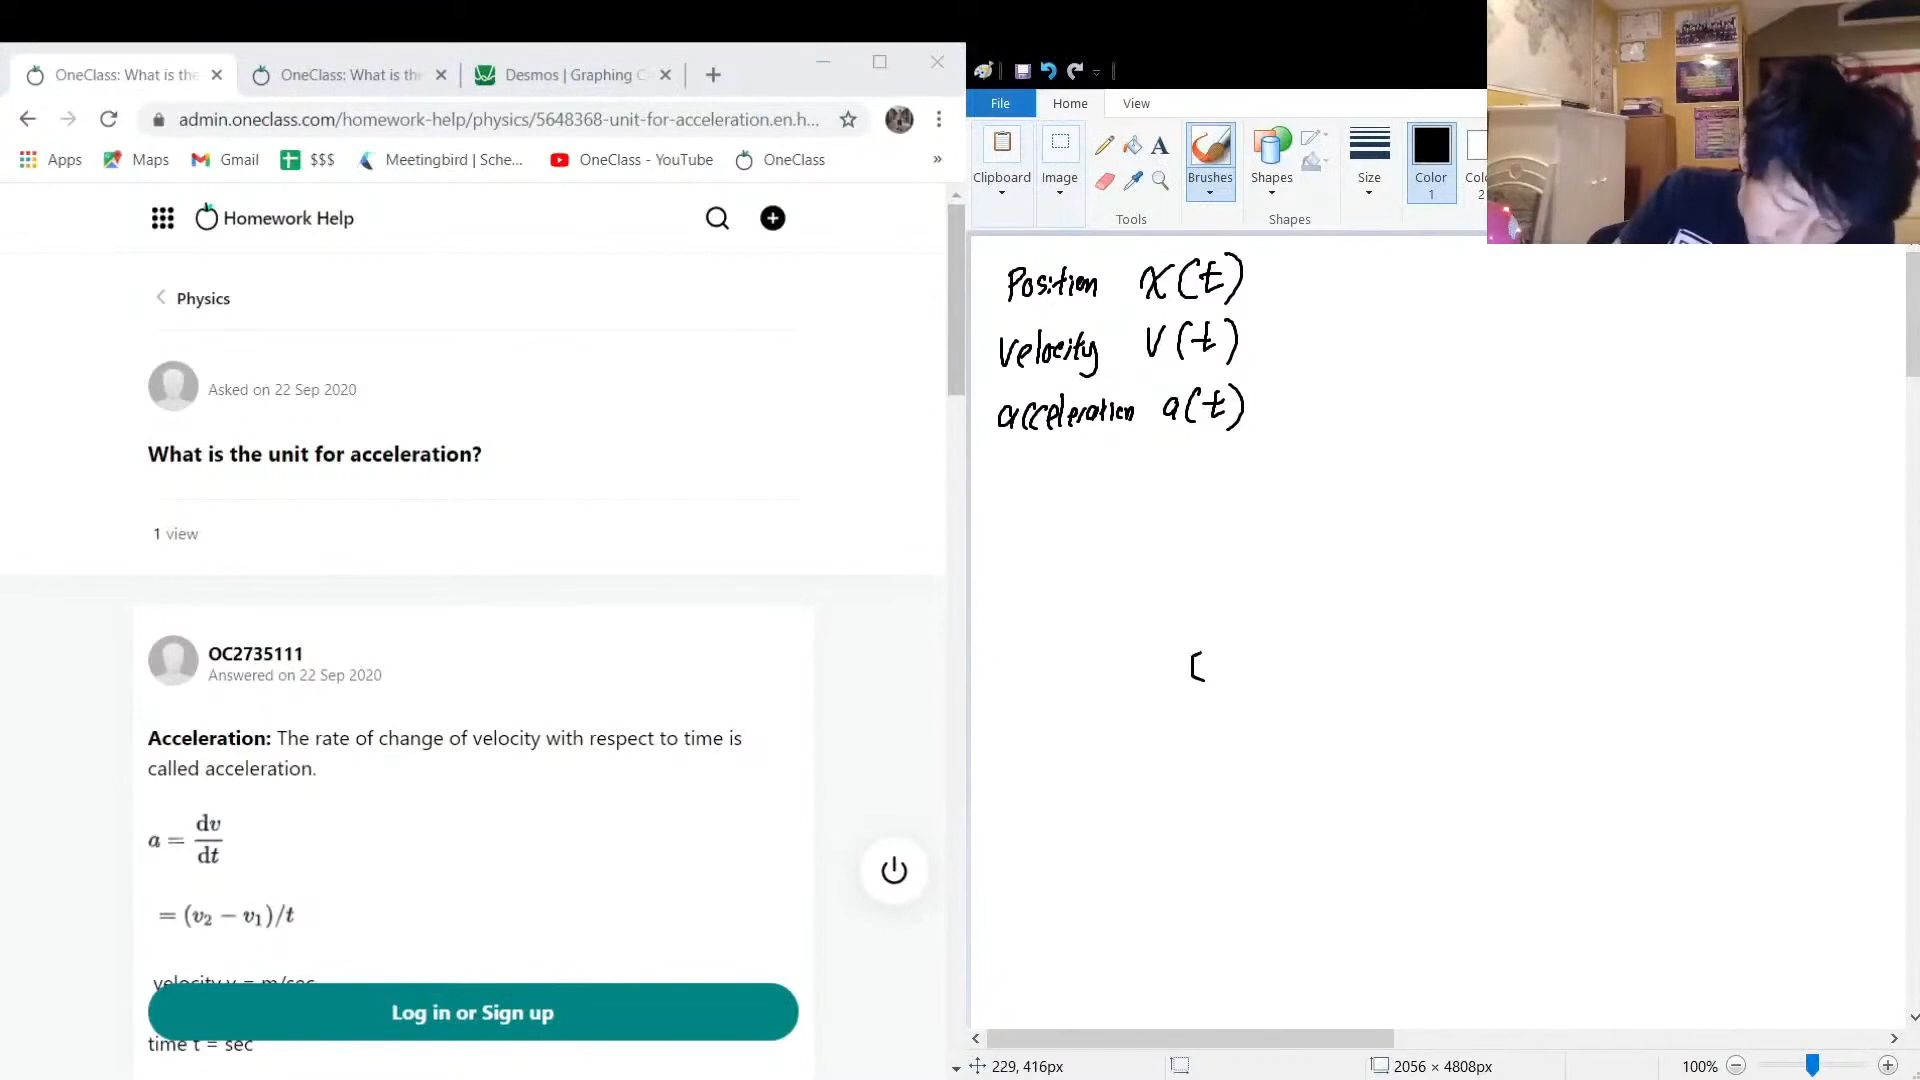 OneClass: What is the
OneClass: What is the
Desmos | Graphing C
admin.oneclass.com/homework-help/physics/5648368-unit-for-acceleration.en.h...
Apps Maps Gmail $$$ Meetingbird | Sche... OneClass - YouTube OneClass »
Homework Help
Physics
Asked on 22 Sep 2020
What is the unit for acceleration?
1 view
OC2735111
Answered on 22 Sep 2020
Acceleration: The rate of change of velocity with respect to time is
called acceleration.
a = dv/dt
= (v₂ − v₁)/t
velocity v = m/sec
Log in or Sign up
time t = sec
File Home View
Clipboard Image Brushes Shapes Size Color 1 2
Tools Shapes
Position x(t)
Velocity V(t)
acceleration a(t)
[
229, 416px 2056 × 4808px 100%